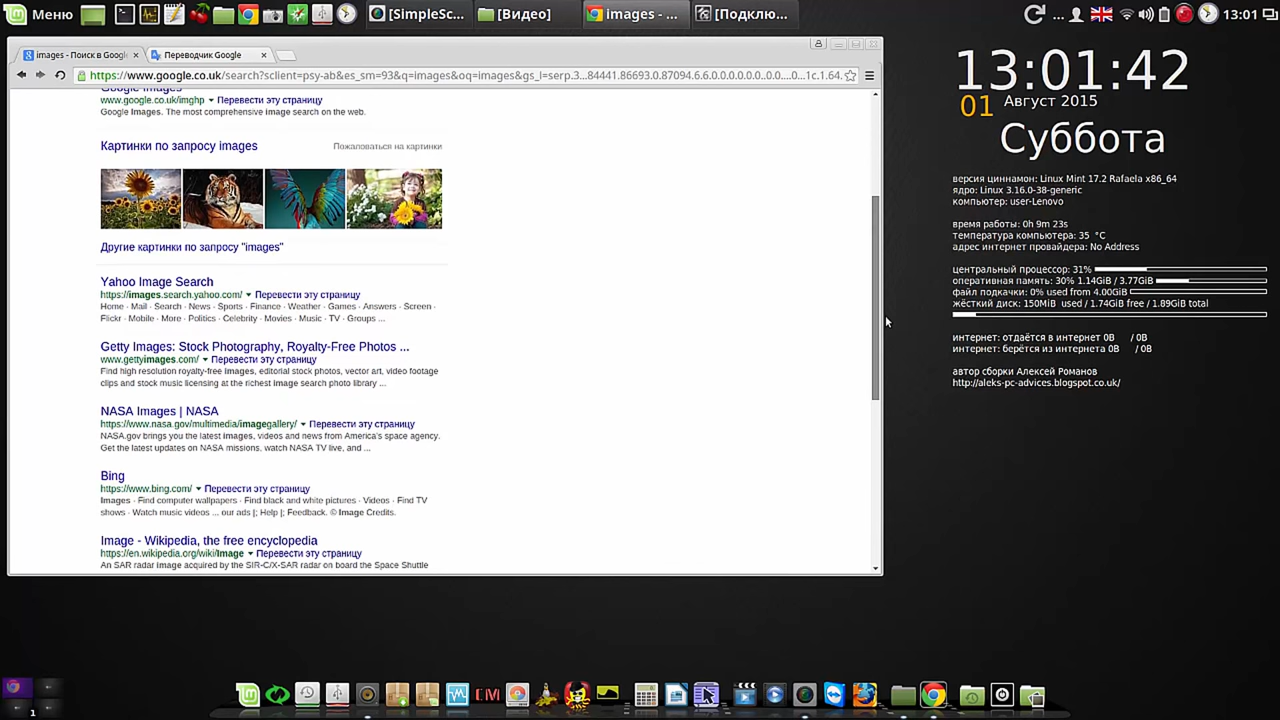 Меню
[SimpleSc...
[Видео]
images - ...
[Подклю...
...
13:01
images - Поиск в Google
Переводчик Google
https://www.google.co.uk/search?sclient=psy-ab&es_sm=93&q=images&oq=images&gs_l=serp.3...84441.86693.0.87094.6.6.0.0.0.0.0.0..0.0....0...1c.1.64.
Google Images
www.google.co.uk/imghp ▾ Перевести эту страницу
Google Images. The most comprehensive image search on the web.
Картинки по запросу images
Пожаловаться на картинки
Другие картинки по запросу "images"
Yahoo Image Search
https://images.search.yahoo.com/ ▾ Перевести эту страницу
Home · Mail · Search · News · Sports · Finance · Weather · Games · Answers · Screen ·
Flickr · Mobile · More · Politics · Celebrity · Movies · Music · TV · Groups ...
Getty Images: Stock Photography, Royalty-Free Photos ...
www.gettyimages.com/ ▾ Перевести эту страницу
Find high resolution royalty-free images, editorial stock photos, vector art, video footage
clips and stock music licensing at the richest image search photo library ...
NASA Images | NASA
https://www.nasa.gov/multimedia/imagegallery/ ▾ Перевести эту страницу
NASA.gov brings you the latest images, videos and news from America's space agency.
Get the latest updates on NASA missions, watch NASA TV live, and ...
Bing
https://www.bing.com/ ▾ Перевести эту страницу
Images · Find computer wallpapers · Find black and white pictures · Videos · Find TV
shows · Watch music videos ... our ads |; Help |; Feedback. © Image Credits.
Image - Wikipedia, the free encyclopedia
https://en.wikipedia.org/wiki/Image ▾ Перевести эту страницу
An SAR radar image acquired by the SIR-C/X-SAR radar on board the Space Shuttle
13:01:42
01 Август 2015
Суббота
версия циннамон: Linux Mint 17.2 Rafaela x86_64
ядро: Linux 3.16.0-38-generic
компьютер: user-Lenovo
время работы: 0h 9m 23s
температура компьютера: 35 °C
адрес интернет провайдера: No Address
центральный процессор: 31%
оперативная память: 30% 1.14GiB / 3.77GiB
файл подкачки: 0% used from 4.00GiB
жёсткий диск: 150MiB used / 1.74GiB free / 1.89GiB total
интернет: отдаётся в интернет 0B / 0B
интернет: берётся из интернета 0B / 0B
автор сборки Алексей Романов
http://aleks-pc-advices.blogspot.co.uk/
1